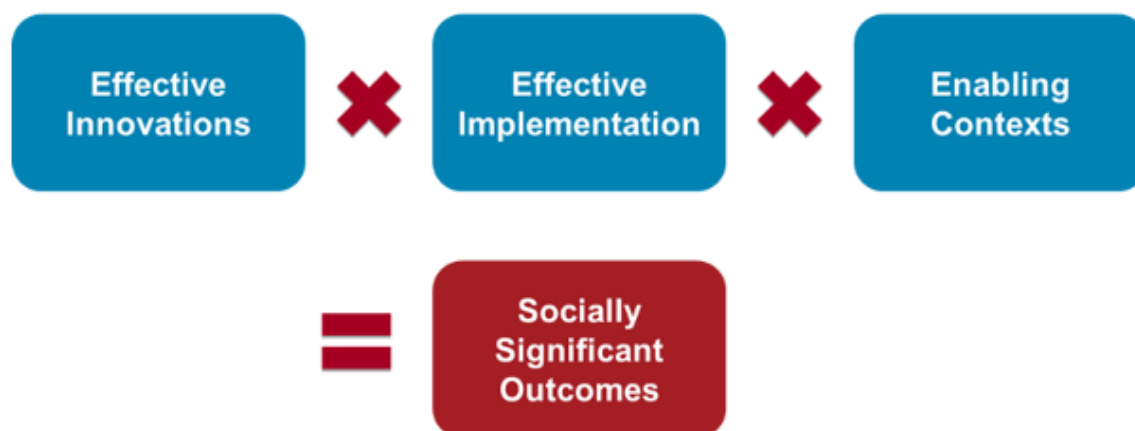 Effective
Innovations
Effective
Implementation
Enabling
Contexts
Socially
Significant
Outcomes